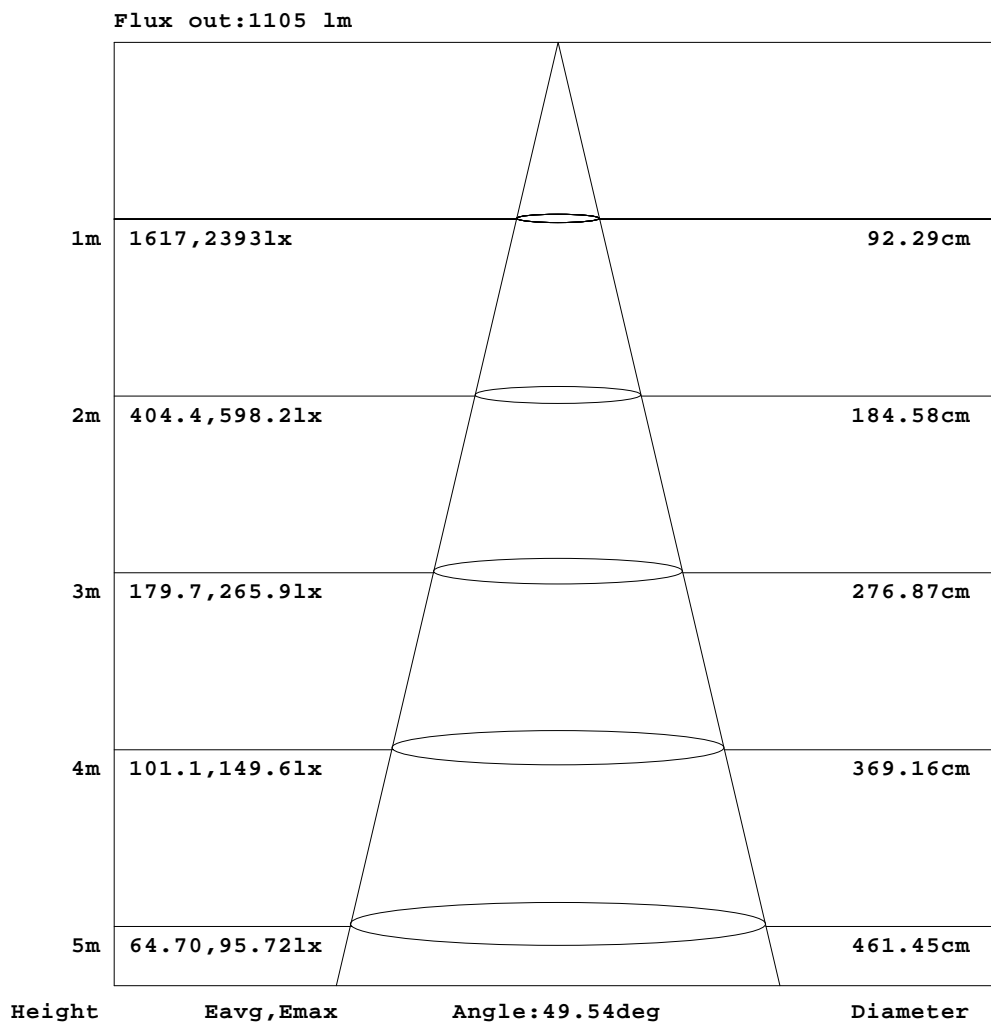 Flux out:1105 lm
1m 1617,2393lx 92.29cm
2m 404.4,598.2lx 184.58cm
3m 179.7,265.9lx 276.87cm
4m 101.1,149.6lx 369.16cm
5m 64.70,95.72lx 461.45cm
Height Eavg,Emax Angle:49.54deg Diameter